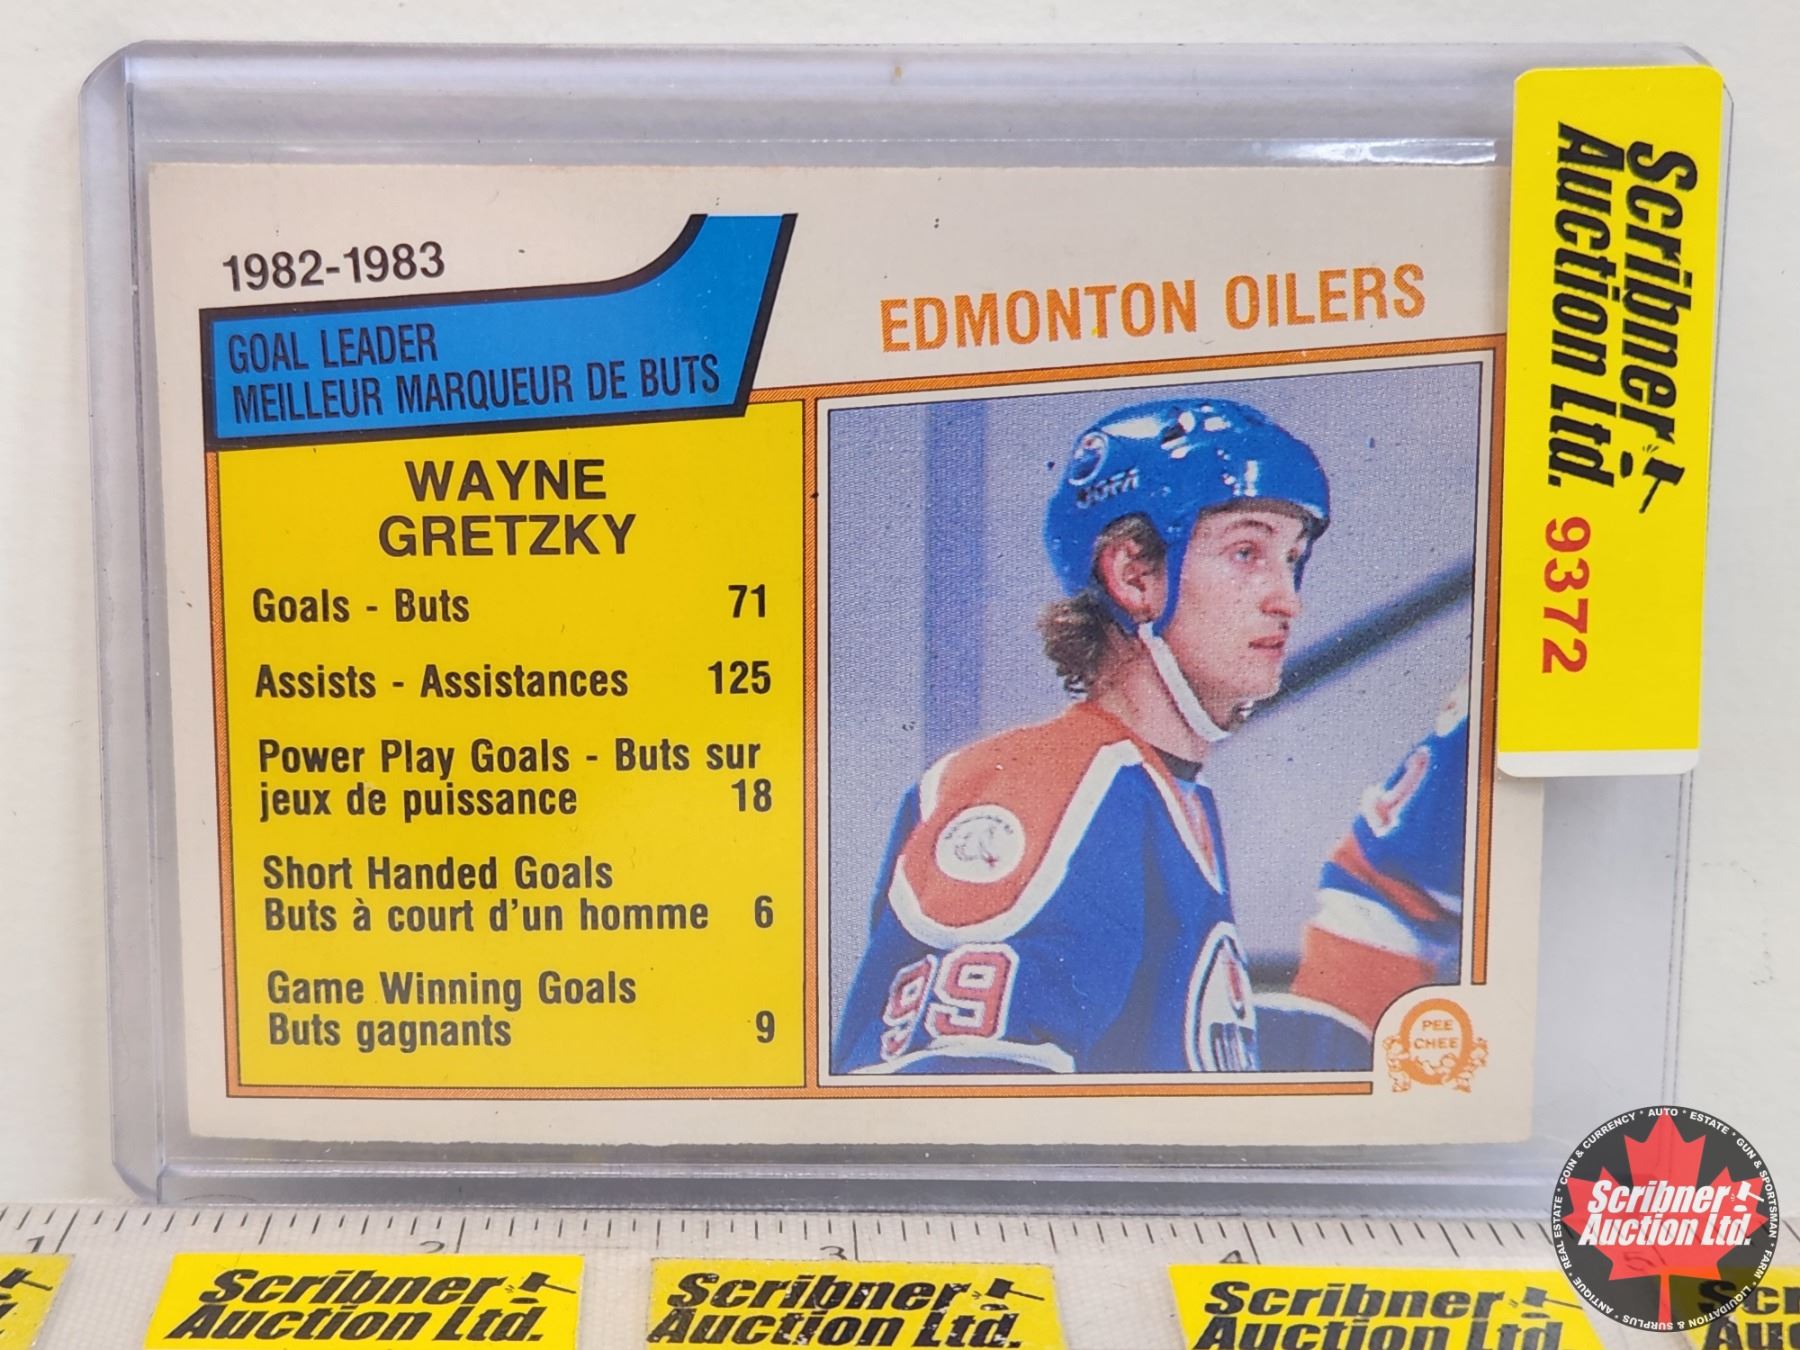 1982-1983
GOAL LEADER
MEILLEUR MARQUEUR DE BUTS
EDMONTON OILERS
WAYNE
GRETZKY
Goals - Buts 71
Assists - Assistances 125
Power Play Goals - Buts sur
jeux de puissance 18
Short Handed Goals
Buts à court d'un homme 6
Game Winning Goals
Buts gagnants 9
99
PEE
CHEE
Scribner
Auction Ltd. 9372
1 2 3 4 5
Scribner
Auction Ltd.
Scribner
Auction Ltd.
Scribner
Auction Ltd.
Scribner
Auction Ltd.
REAL ESTATE * COIN & CURRENCY * AUTO * ESTATE * GUN & SPORTSMAN * FARM * LIQUIDATION & SURPLUS * ANTIQUE *